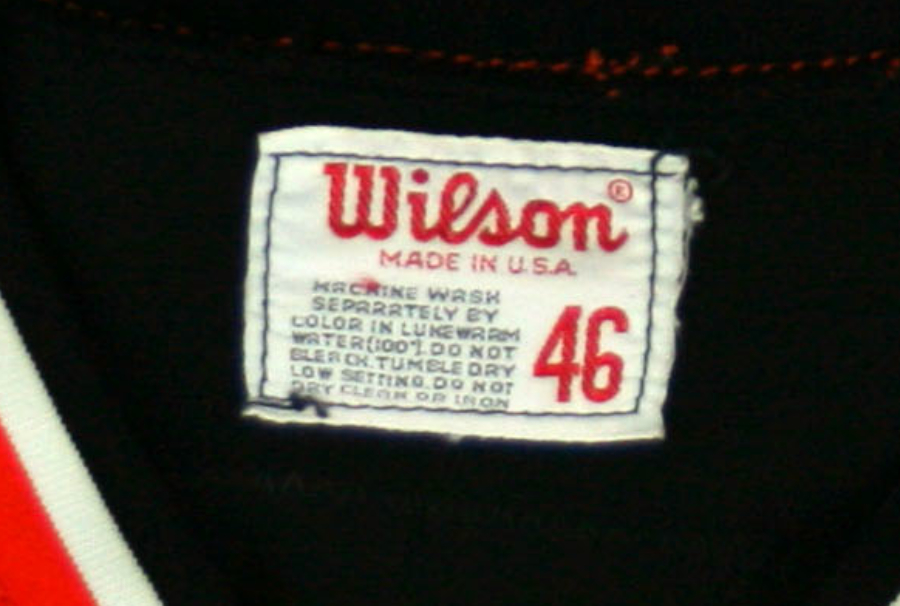 Wilson®
MADE IN U.S.A.
MACHINE WASH
SEPARATELY BY
COLOR IN LUKEWARM
WATER(100°).DO NOT
BLEACH.TUMBLE DRY
LOW SETTING.DO NOT
DRY CLEAN OR IRON
46